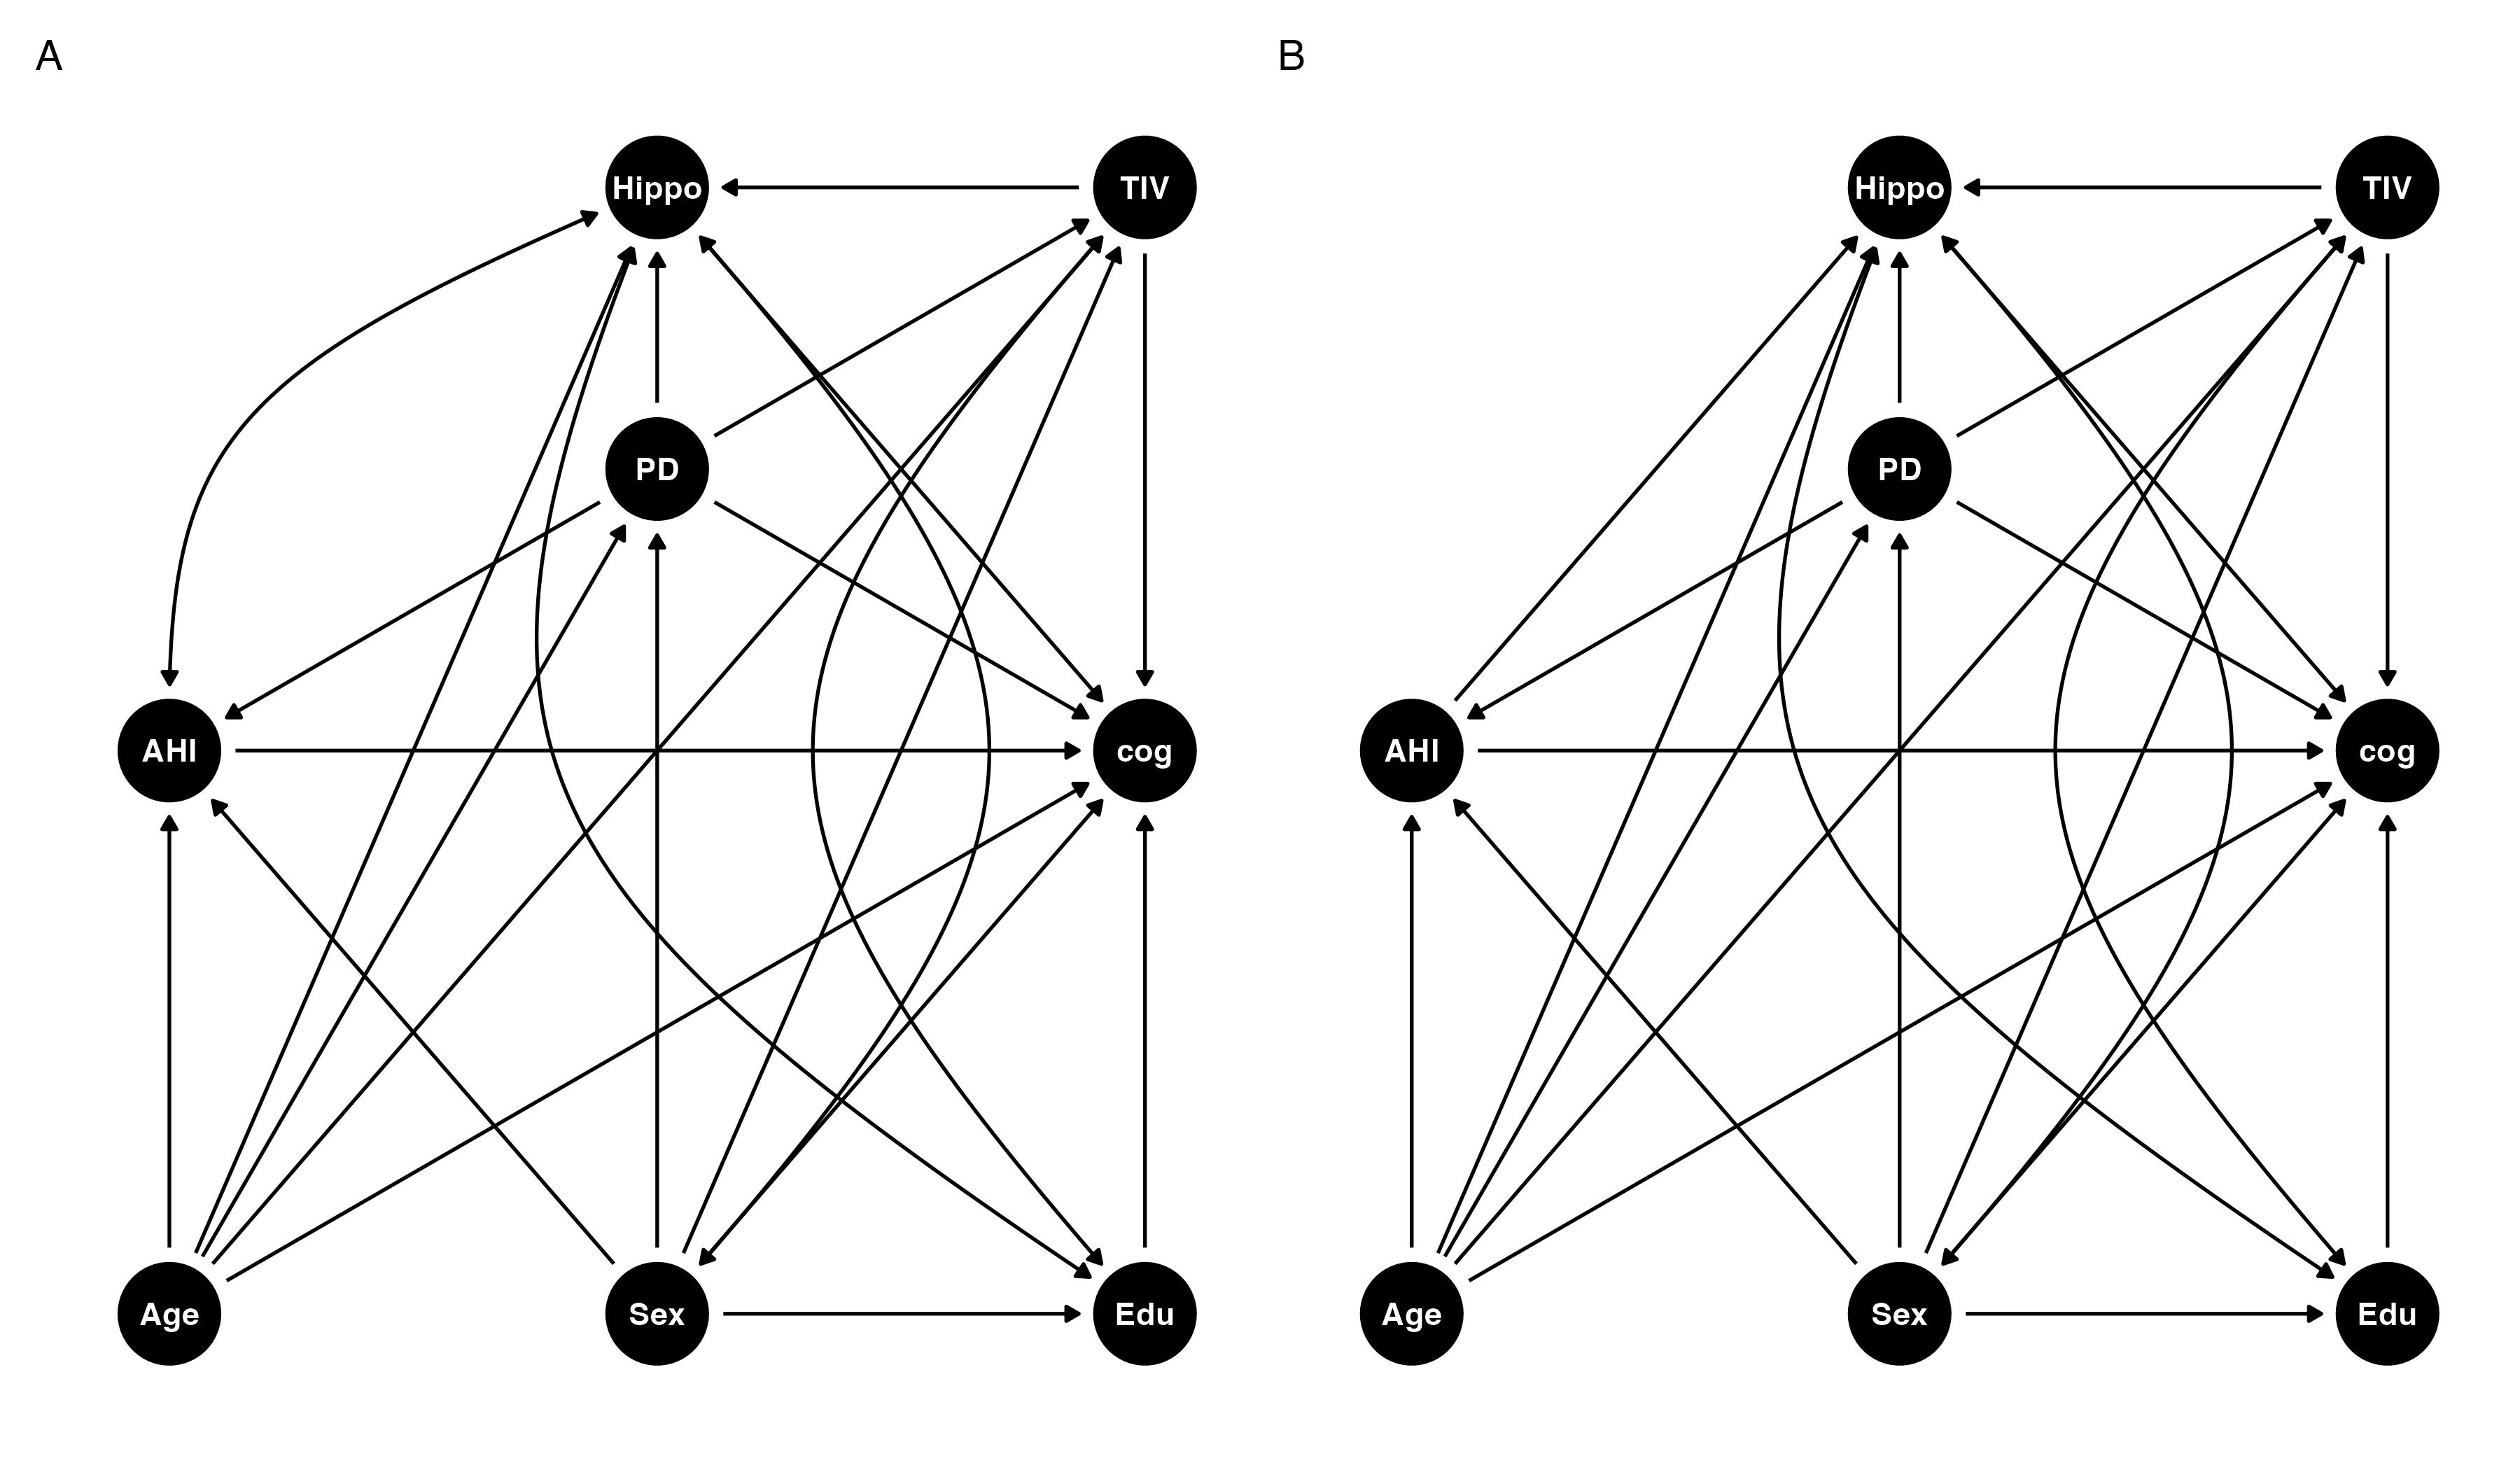 A
B
Hippo
TIV
PD
AHI
cog
Age
Sex
Edu
Hippo
TIV
PD
AHI
cog
Age
Sex
Edu